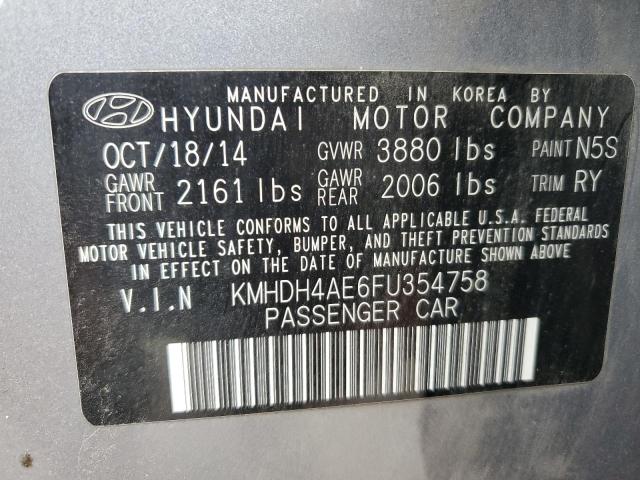 MANUFACTURED IN KOREA BY
HYUNDAI MOTOR COMPANY
OCT/18/14 GVWR 3880 lbs PAINT N5S
GAWR FRONT 2161 lbs GAWR REAR 2006 lbs TRIM RY
THIS VEHICLE CONFORMS TO ALL APPLICABLE U.S.A. FEDERAL
MOTOR VEHICLE SAFETY, BUMPER, AND THEFT PREVENTION STANDARDS
IN EFFECT ON THE DATE OF MANUFACTURE SHOWN ABOVE
V.I.N KMHDH4AE6FU354758
PASSENGER CAR